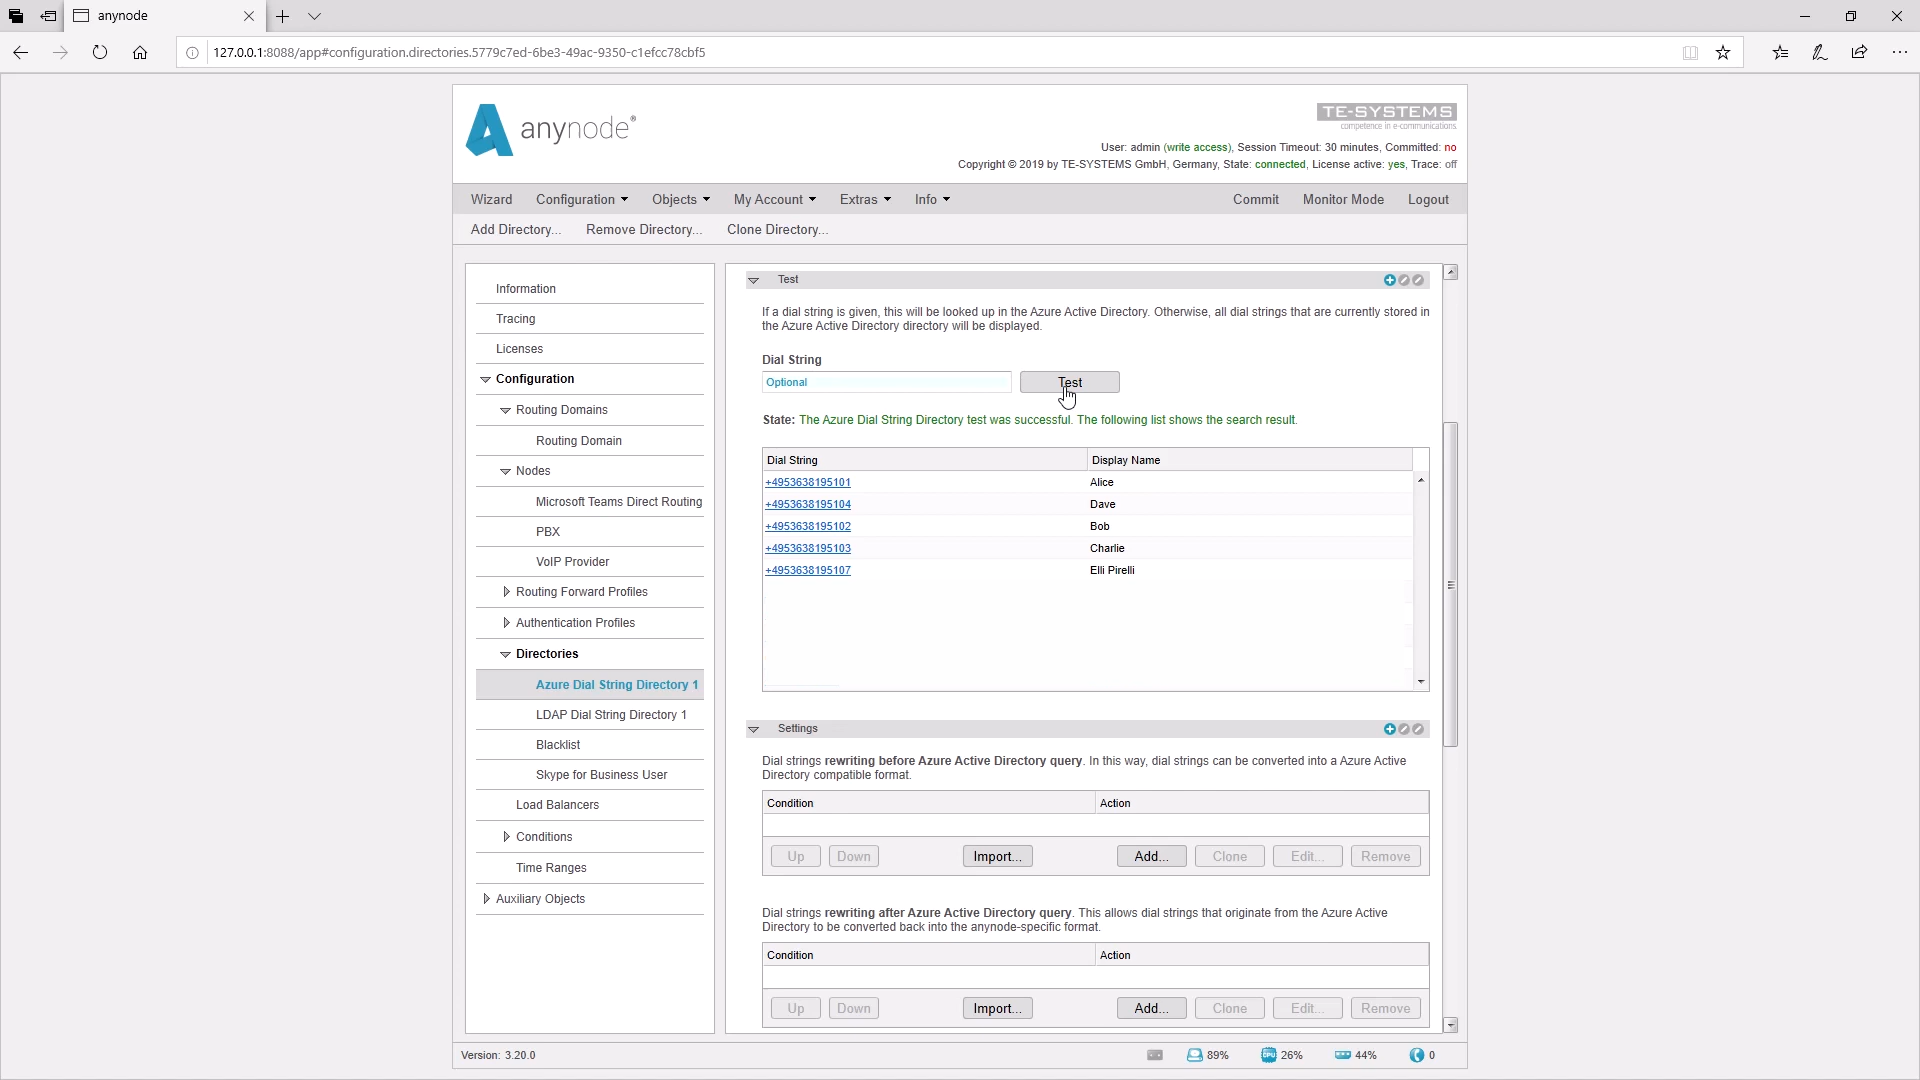 anynode
127.0.0.1:8088/app#configuration.directories.5779c7ed-6be3-49ac-9350-c1efcc78cbf5
anynode®
TE-SYSTEMS
competence in e-communications.
User: admin (write access), Session Timeout: 30 minutes, Committed: no
Copyright © 2019 by TE-SYSTEMS GmbH, Germany, State: connected, License active: yes, Trace: off
Wizard Configuration Objects My Account Extras Info Commit Monitor Mode Logout
Add Directory... Remove Directory... Clone Directory...
Information
Tracing
Licenses
Configuration
Routing Domains
Routing Domain
Nodes
Microsoft Teams Direct Routing
PBX
VoIP Provider
Routing Forward Profiles
Authentication Profiles
Directories
Azure Dial String Directory 1
LDAP Dial String Directory 1
Blacklist
Skype for Business User
Load Balancers
Conditions
Time Ranges
Auxiliary Objects
Test
If a dial string is given, this will be looked up in the Azure Active Directory. Otherwise, all dial strings that are currently stored in
the Azure Active Directory directory will be displayed.
Dial String
Optional Test
State: The Azure Dial String Directory test was successful. The following list shows the search result.
Dial String Display Name
+4953638195101 Alice
+4953638195104 Dave
+4953638195102 Bob
+4953638195103 Charlie
+4953638195107 Elli Pirelli
Settings
Dial strings rewriting before Azure Active Directory query. In this way, dial strings can be converted into a Azure Active
Directory compatible format.
Condition Action
Up Down Import... Add... Clone Edit... Remove
Dial strings rewriting after Azure Active Directory query. This allows dial strings that originate from the Azure Active
Directory to be converted back into the anynode-specific format.
Condition Action
Up Down Import... Add... Clone Edit... Remove
Version: 3.20.0 89% CPU 26% 44% 0